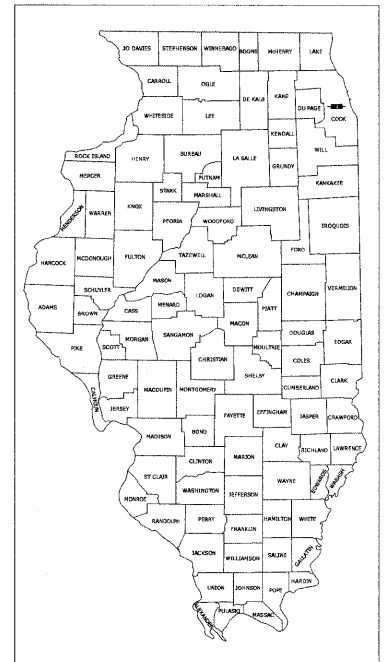 JO DAVIES STEPHENSON WINNEBAGO BOONE McHENRY LAKE
CARROLL OGLE DE KALB KANE DU PAGE COOK
WHITESIDE LEE KENDALL WILL
ROCK ISLAND HENRY BUREAU LA SALLE GRUNDY
MERCER PUTNAM KANKAKEE
HENDERSON WARREN KNOX STARK MARSHALL LIVINGSTON
PEORIA WOODFORD IROQUOIS
HANCOCK MCDONOUGH FULTON TAZEWELL MCLEAN FORD
SCHUYLER MASON LOGAN DEWITT CHAMPAIGN VERMILION
ADAMS BROWN CASS MENARD PIATT
MACON
PIKE SCOTT MORGAN SANGAMON MOULTRIE DOUGLAS EDGAR
CHRISTIAN COLES
GREENE SHELBY
CALHOUN MACOUPIN MONTGOMERY CUMBERLAND CLARK
JERSEY FAYETTE EFFINGHAM JASPER CRAWFORD
MADISON BOND
MARION CLAY RICHLAND LAWRENCE
CLINTON
ST CLAIR WAYNE EDWARDS WABASH
WASHINGTON JEFFERSON
MONROE
RANDOLPH PERRY HAMILTON WHITE
FRANKLIN
JACKSON WILLIAMSON SALINE GALLATIN
UNION JOHNSON POPE HARDIN
ALEXANDER PULASKI MASSAC